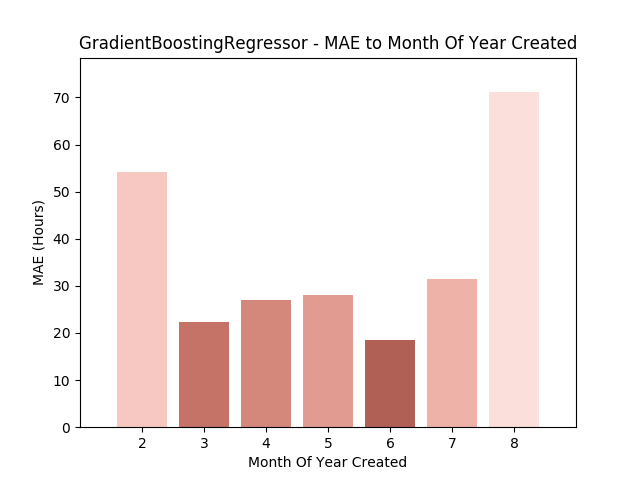 GradientBoostingRegressor - MAE to Month Of Year Created
MAE (Hours)
70
60
50
40
30
20
10
0
2 3 4 5 6 7 8
Month Of Year Created